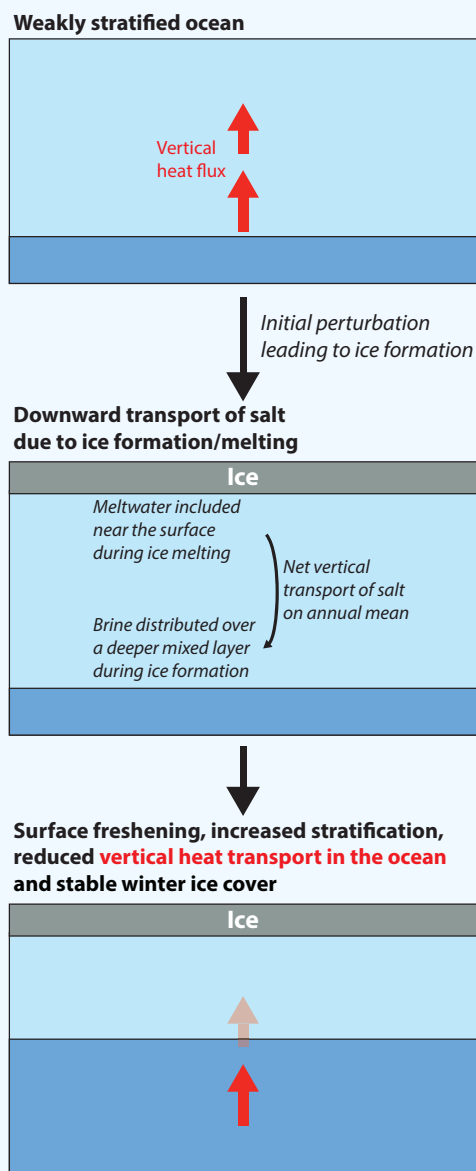 Weakly stratified ocean
Vertical
heat flux
Initial perturbation
leading to ice formation
Downward transport of salt
due to ice formation/melting
Ice
Meltwater included
near the surface
during ice melting
Net vertical
transport of salt
on annual mean
Brine distributed over
a deeper mixed layer
during ice formation
Surface freshening, increased stratification,
reduced vertical heat transport in the ocean
and stable winter ice cover
Ice